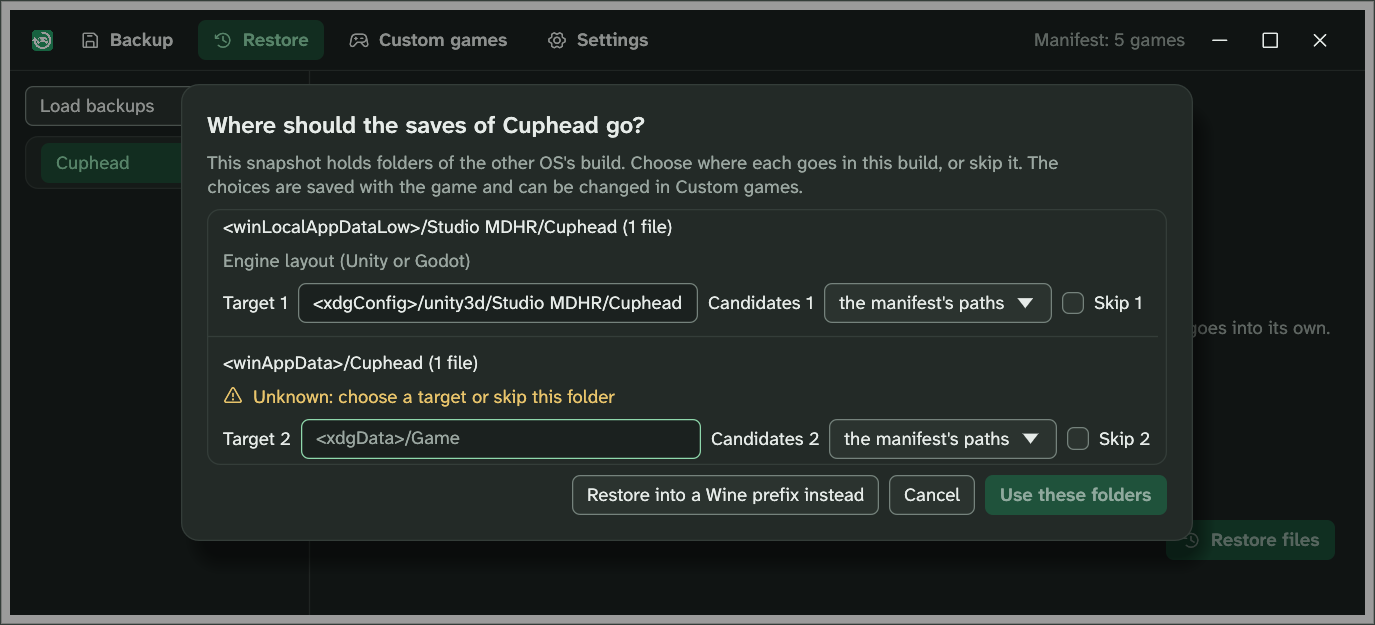 Backup Restore Custom games Settings Manifest: 5 games
Load backups
Cuphead
Where should the saves of Cuphead go?
This snapshot holds folders of the other OS's build. Choose where each goes in this build, or skip it. The
choices are saved with the game and can be changed in Custom games.
<winLocalAppDataLow>/Studio MDHR/Cuphead (1 file)
Engine layout (Unity or Godot)
Target 1 <xdgConfig>/unity3d/Studio MDHR/Cuphead Candidates 1 the manifest's paths Skip 1
goes into its own.
<winAppData>/Cuphead (1 file)
Unknown: choose a target or skip this folder
Target 2 <xdgData>/Game Candidates 2 the manifest's paths Skip 2
Restore into a Wine prefix instead Cancel Use these folders
Restore files